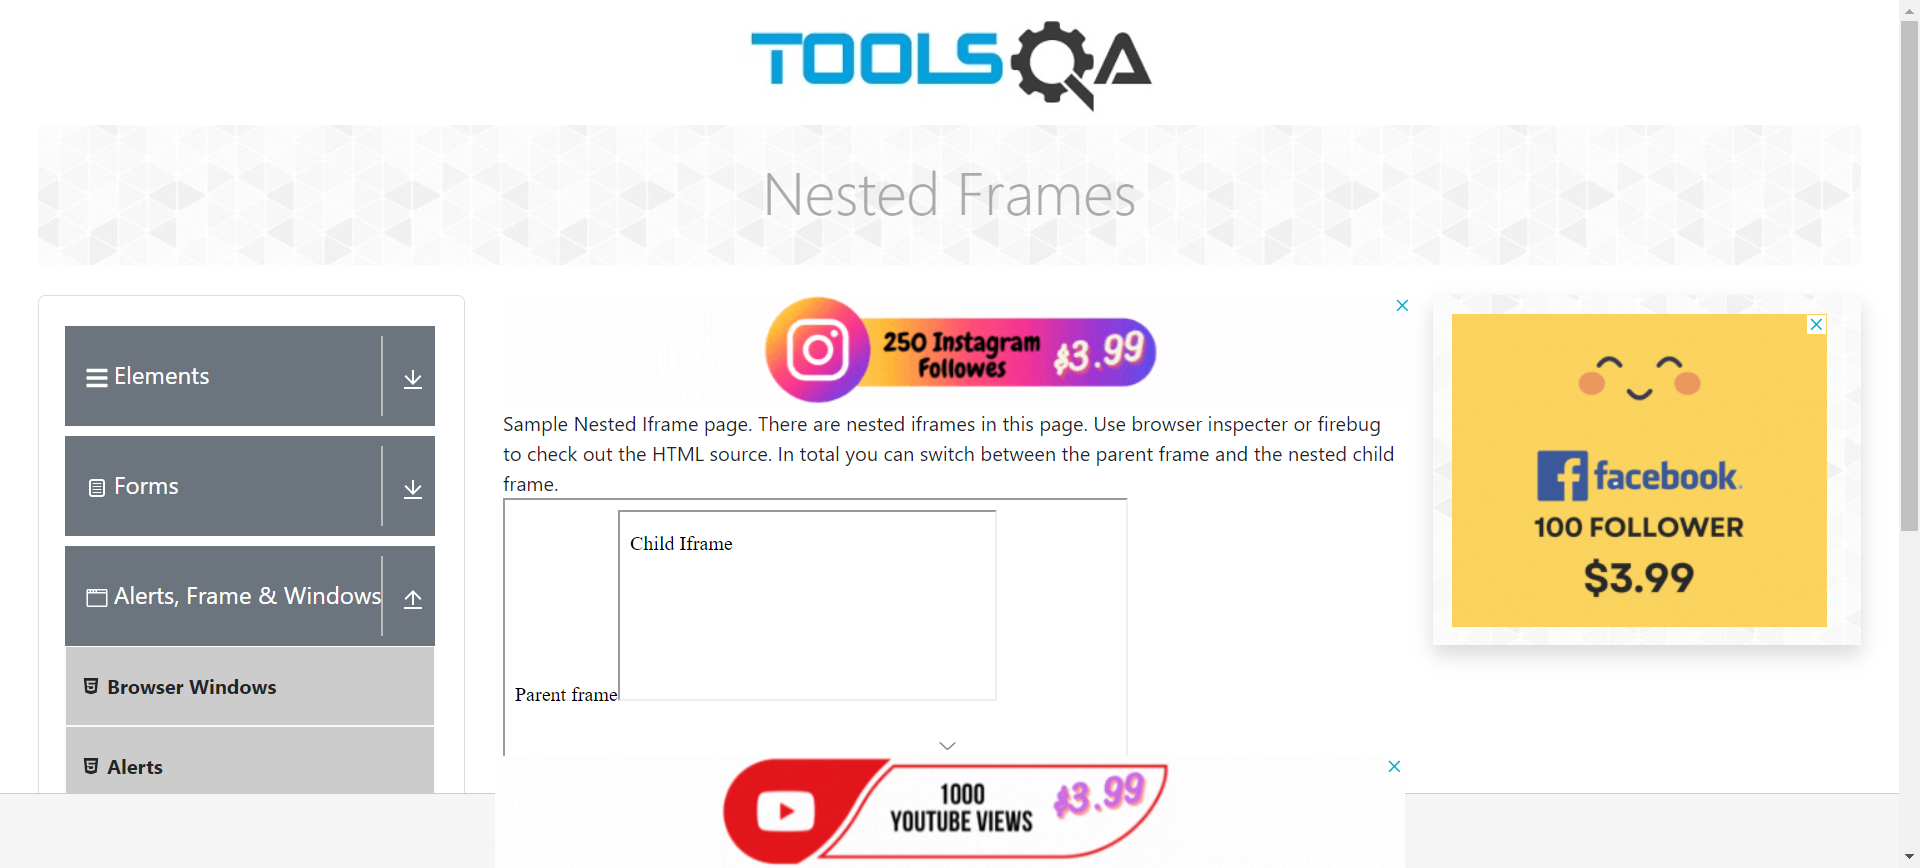 TOOLSQA
Nested Frames
Elements
Forms
Alerts, Frame & Windows
Browser Windows
Alerts
250 Instagram
Followes
$3.99
Sample Nested Iframe page. There are nested iframes in this page. Use browser inspecter or firebug
to check out the HTML source. In total you can switch between the parent frame and the nested child
frame.
Child Iframe
Parent frame
1000
YOUTUBE VIEWS
$3.99
facebook.
100 FOLLOWER
$3.99